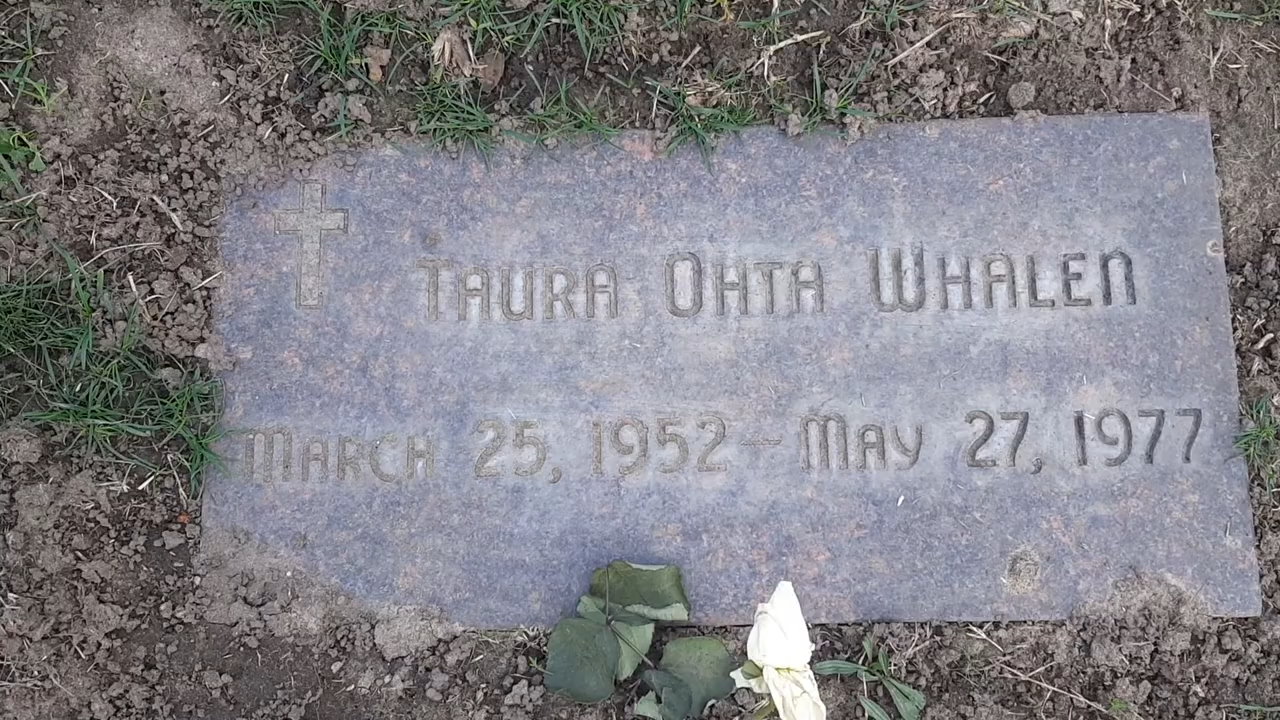 Taura Ohta Whalen
March 25, 1952 – May 27, 1977